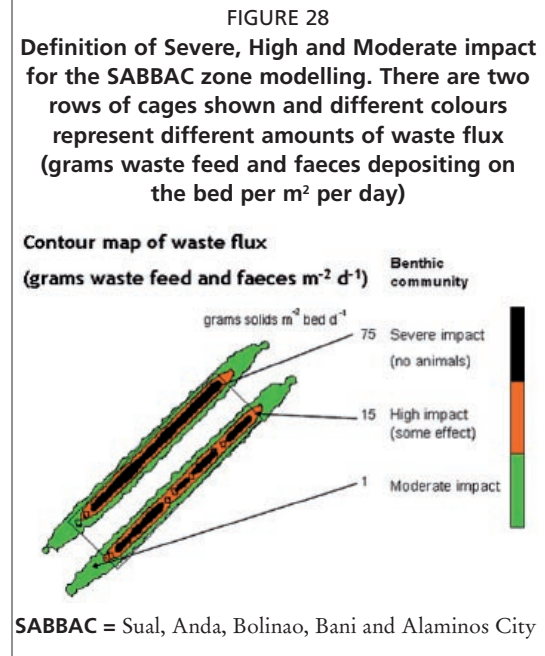 FIGURE 28
Definition of Severe, High and Moderate impact
for the SABBAC zone modelling. There are two
rows of cages shown and different colours
represent different amounts of waste flux
(grams waste feed and faeces depositing on
the bed per m² per day)
Contour map of waste flux
(grams waste feed and faeces m⁻² d⁻¹)
Benthic
community
grams solids m⁻² bed d⁻¹
75 Severe impact
(no animals)
15 High impact
(some effect)
1 Moderate impact
SABBAC = Sual, Anda, Bolinao, Bani and Alaminos City